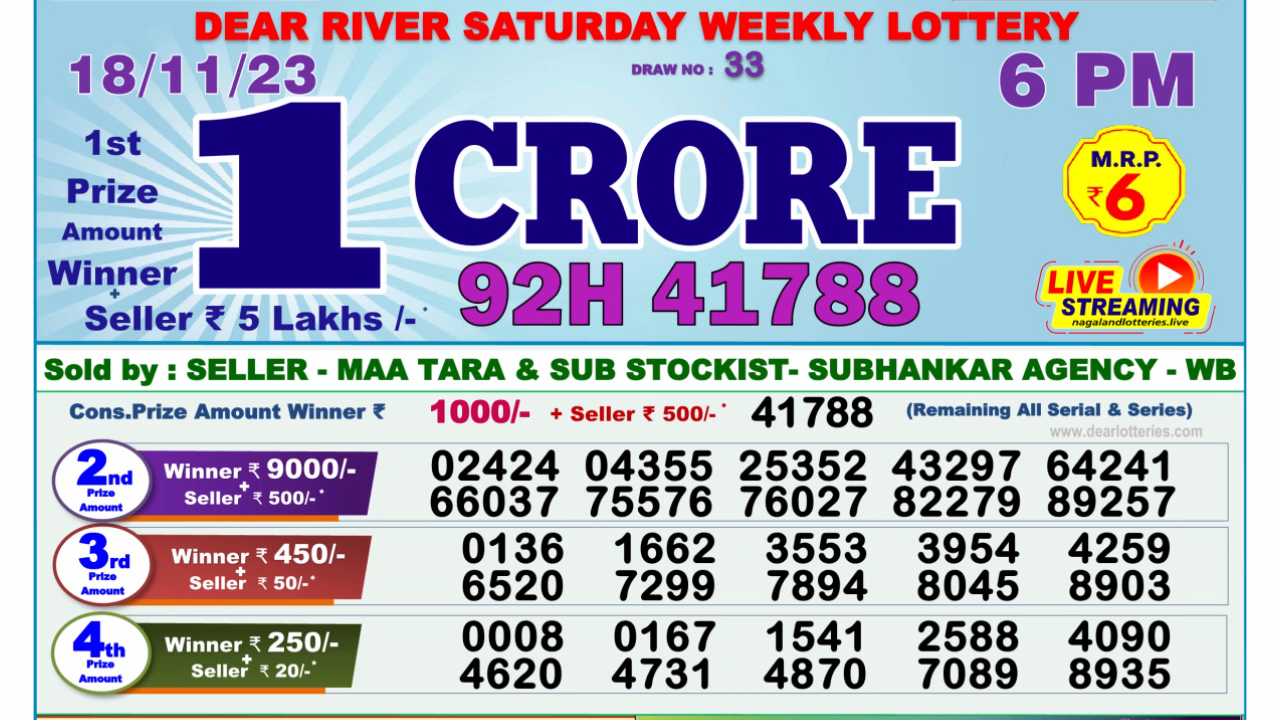 DEAR RIVER SATURDAY WEEKLY LOTTERY
18/11/23
DRAW NO : 33
6 PM
1st
Prize
Amount
Winner
+
Seller ₹ 5 Lakhs /-*
1 CRORE
92H 41788
M.R.P.
₹6
LIVE
STREAMING
nagalandlotteries.live
Sold by : SELLER - MAA TARA & SUB STOCKIST- SUBHANKAR AGENCY - WB
Cons.Prize Amount Winner ₹ 1000/- + Seller ₹ 500/-* 41788 (Remaining All Serial & Series)
www.dearlotteries.com
2nd
Prize
Amount
Winner ₹ 9000/-
+
Seller ₹ 500/-*
02424 04355 25352 43297 64241
66037 75576 76027 82279 89257
3rd
Prize
Amount
Winner ₹ 450/-
+
Seller ₹ 50/-*
0136 1662 3553 3954 4259
6520 7299 7894 8045 8903
4th
Prize
Amount
Winner ₹ 250/-
+
Seller ₹ 20/-*
0008 0167 1541 2588 4090
4620 4731 4870 7089 8935